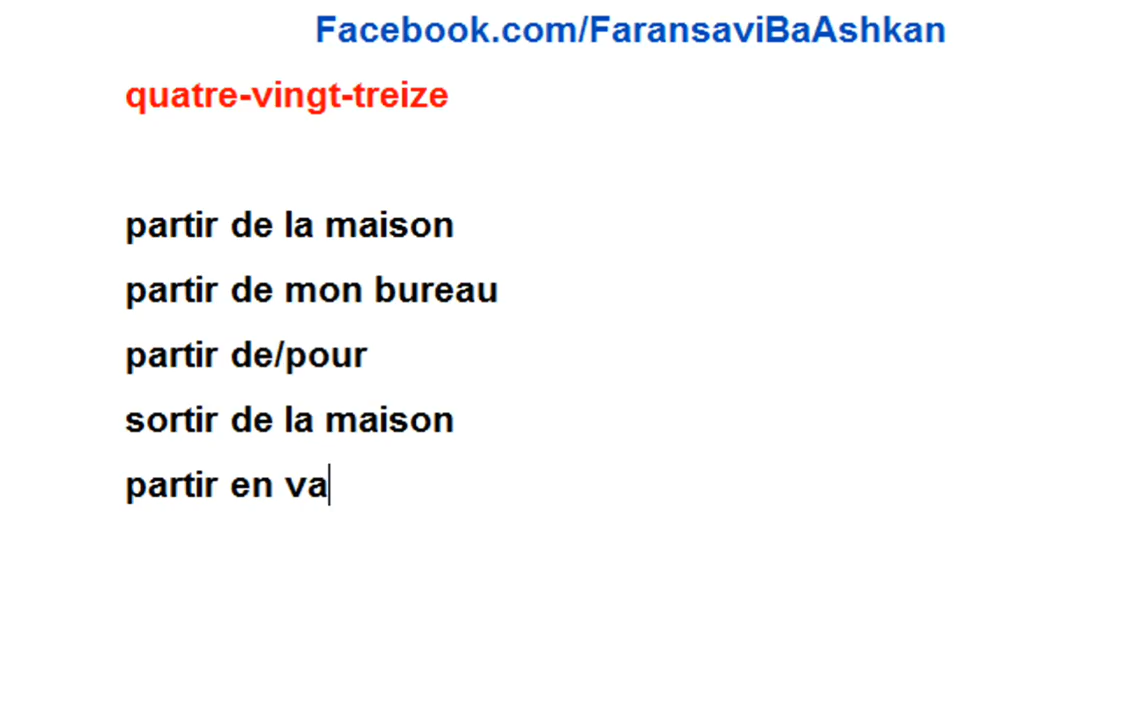 Facebook.com/FaransaviBaAshkan
quatre-vingt-treize
partir de la maison
partir de mon bureau
partir de/pour
sortir de la maison
partir en va